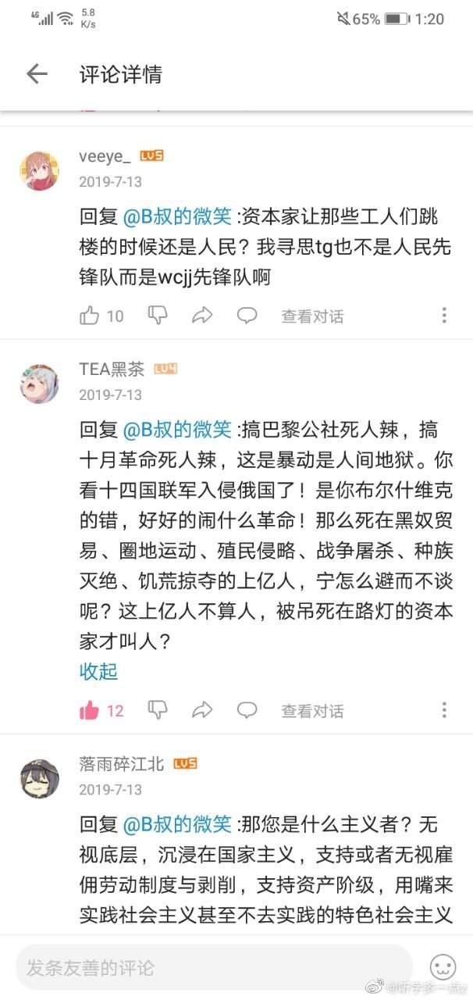 4G
5.8
K/s
65%
1:20
评论详情
veeye_ LV5
2019-7-13
回复 @B叔的微笑 :资本家让那些工人们跳
楼的时候还是人民？我寻思tg也不是人民先
锋队而是wcjj先锋队啊
10 查看对话
TEA黑茶 LV4
2019-7-13
回复 @B叔的微笑 :搞巴黎公社死人辣，搞
十月革命死人辣，这是暴动是人间地狱。你
看十四国联军入侵俄国了！是你布尔什维克
的错，好好的闹什么革命！那么死在黑奴贸
易、圈地运动、殖民侵略、战争屠杀、种族
灭绝、饥荒掠夺的上亿人，宁怎么避而不谈
呢？这上亿人不算人，被吊死在路灯的资本
家才叫人？
收起
12 查看对话
落雨碎江北 LV5
2019-7-13
回复 @B叔的微笑 :那您是什么主义者？无
视底层，沉浸在国家主义，支持或者无视雇
佣劳动制度与剥削，支持资产阶级，用嘴来
实践社会主义甚至不去实践的特色社会主义
发条友善的评论
@听字多一点z